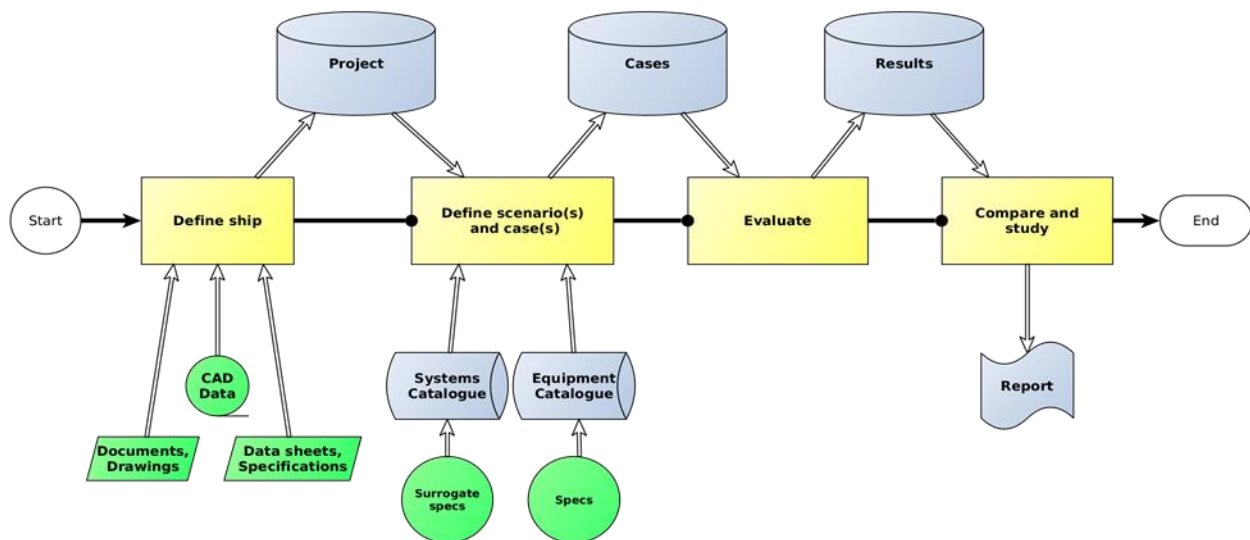 Project
Cases
Results
Start
Define ship
Define scenario(s)
and case(s)
Evaluate
Compare and
study
End
CAD
Data
Systems
Catalogue
Equipment
Catalogue
Report
Documents,
Drawings
Data sheets,
Specifications
Surrogate
specs
Specs